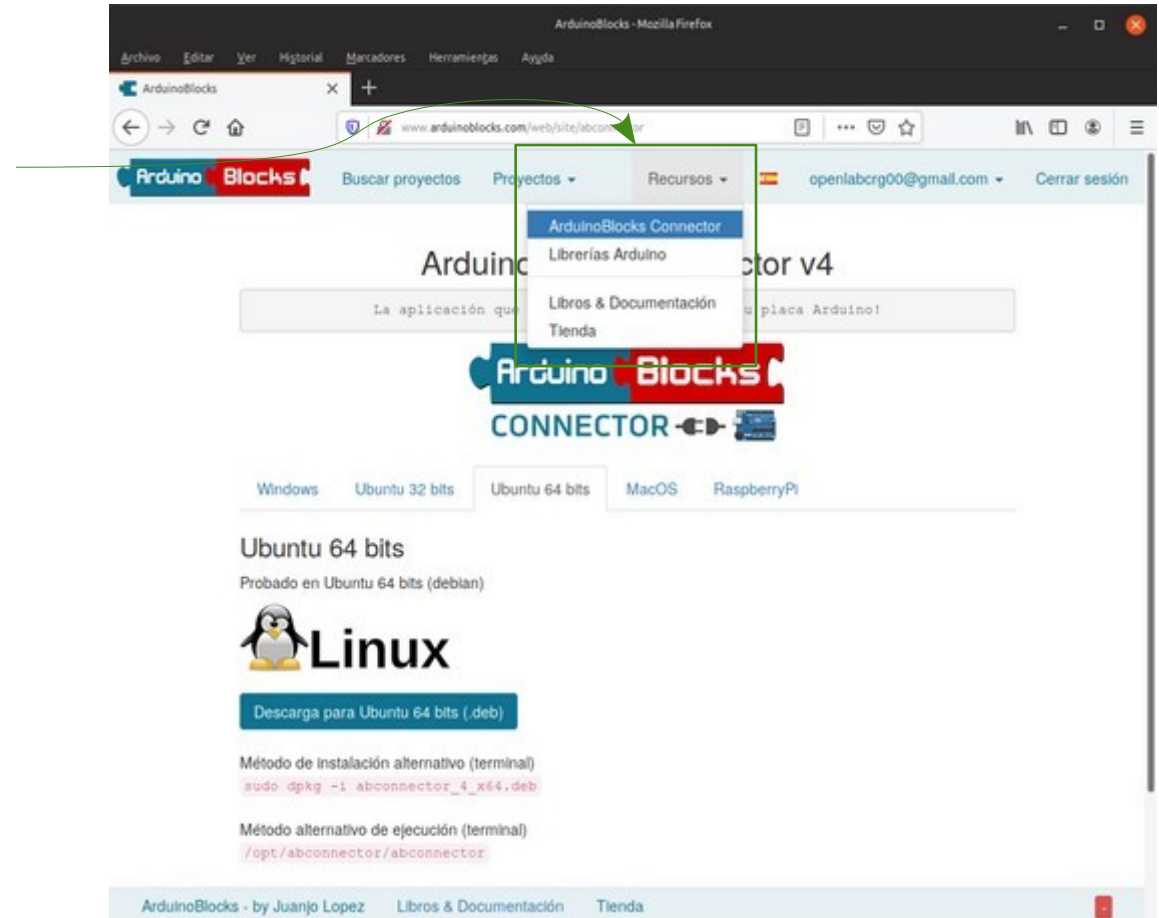 ArduinoBlocks - Mozilla Firefox
Archivo Editar Ver Historial Marcadores Herramientas Ayuda
ArduinoBlocks
www.arduinoblocks.com/web/site/abcon
Arduino Blocks Buscar proyectos Proyectos Recursos openlabcrg00@gmail.com Cerrar sesión
ArduinoBlocks Connector
Librerías Arduino
Libros & Documentación
Tienda
Arduino ctor v4
La aplicación que u placa Arduino!
Arduino Blocks
CONNECTOR
Windows Ubuntu 32 bits Ubuntu 64 bits MacOS RaspberryPi
Ubuntu 64 bits
Probado en Ubuntu 64 bits (debian)
Linux
Descarga para Ubuntu 64 bits (.deb)
Método de instalación alternativo (terminal)
sudo dpkg -i abconnector_4_x64.deb
Método alternativo de ejecución (terminal)
/opt/abconnector/abconnector
ArduinoBlocks - by Juanjo Lopez Libros & Documentación Tienda